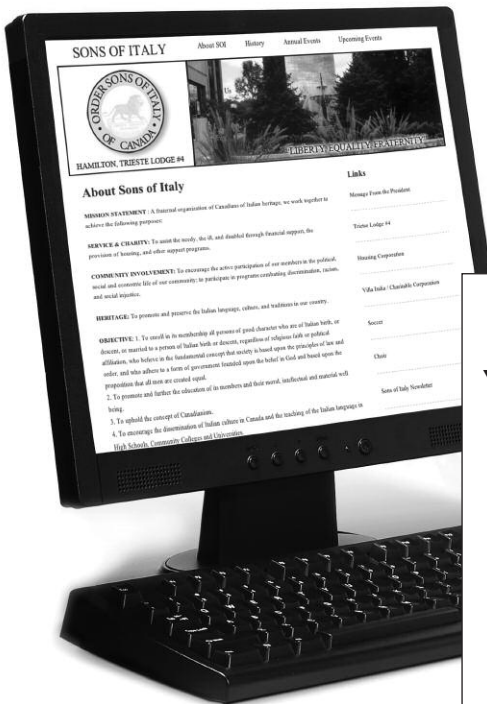 SONS OF ITALY
About SOI History Annual Events Upcoming Events
ORDER SONS OF ITALY
OF CANADA
HAMILTON, TRIESTE LODGE #4
Us
"LIBERTY, EQUALITY, FRATERNITY"
About Sons of Italy
MISSION STATEMENT : A fraternal organization of Canadians of Italian heritage, we work together to
achieve the following purposes:
SERVICE & CHARITY: To assist the needy, the ill, and disabled through financial support, the
provision of housing, and other support programs.
COMMUNITY INVOLVEMENT: To encourage the active participation of our members in the political,
social and economic life of our community; to participate in programs combatting discrimination, racism,
and social injustice.
HERITAGE: To promote and preserve the Italian language, culture, and traditions in our country.
OBJECTIVE: 1. To enroll in its membership all persons of good character who are of Italian birth, or
descent, or married to a person of Italian birth or descent, regardless of religious faith or political
affiliation, who believe in the fundamental concept that society is based upon the principles of law and
order, and who adhere to a form of government founded upon the belief in God and based upon the
proposition that all men are created equal.
2. To promote and further the education of its members and their moral, intellectual and material well
being.
3. To uphold the concept of Canadianism.
4. To encourage the dissemination of Italian culture in Canada and the teaching of the Italian language in
High Schools, Community Colleges and Universities.
Links
Message From the President
Trieste Lodge #4
Housing Corporation
Villa Italia / Charitable Corporation
Soccer
Choir
Sons of Italy Newsletter